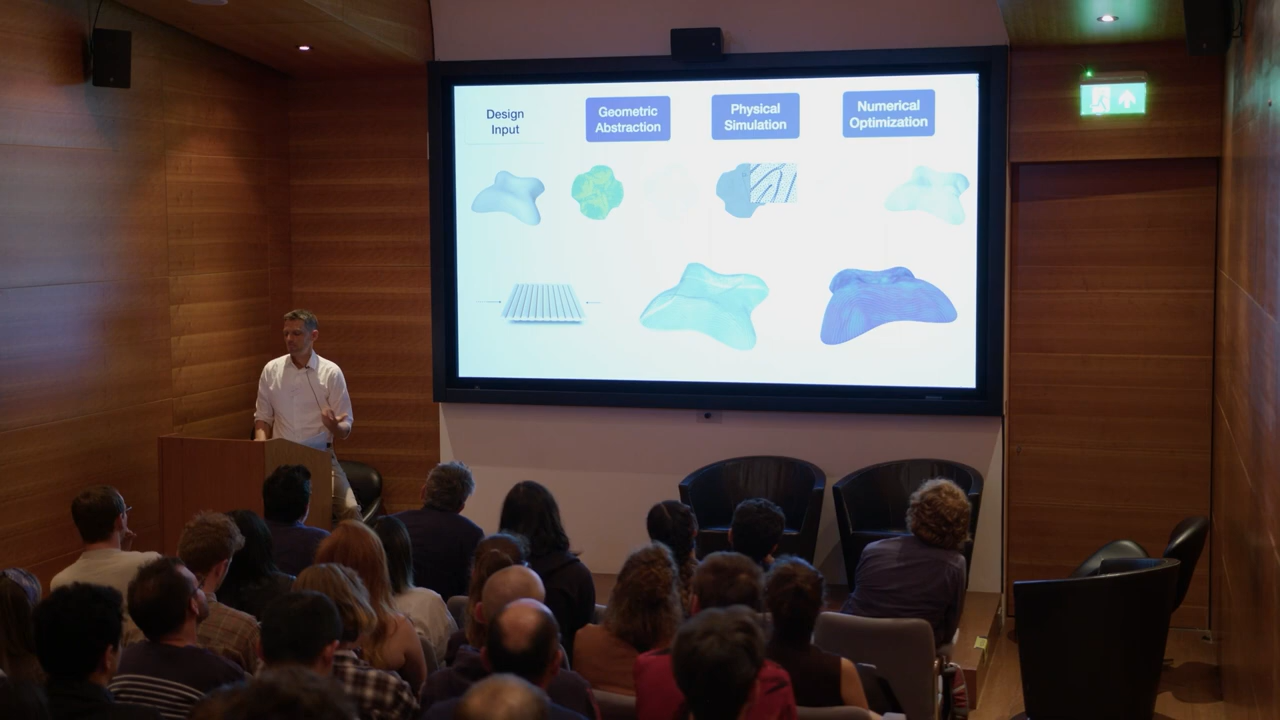 Design
Input
Geometric
Abstraction
Physical
Simulation
Numerical
Optimization